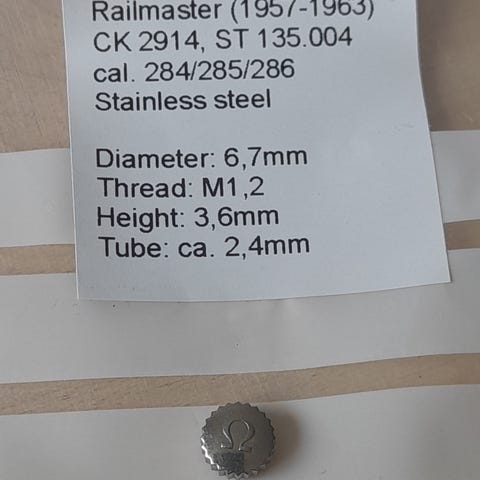 Railmaster (1957-1963)
CK 2914, ST 135.004
cal. 284/285/286
Stainless steel
Diameter: 6,7mm
Thread: M1,2
Height: 3,6mm
Tube: ca. 2,4mm
Ω